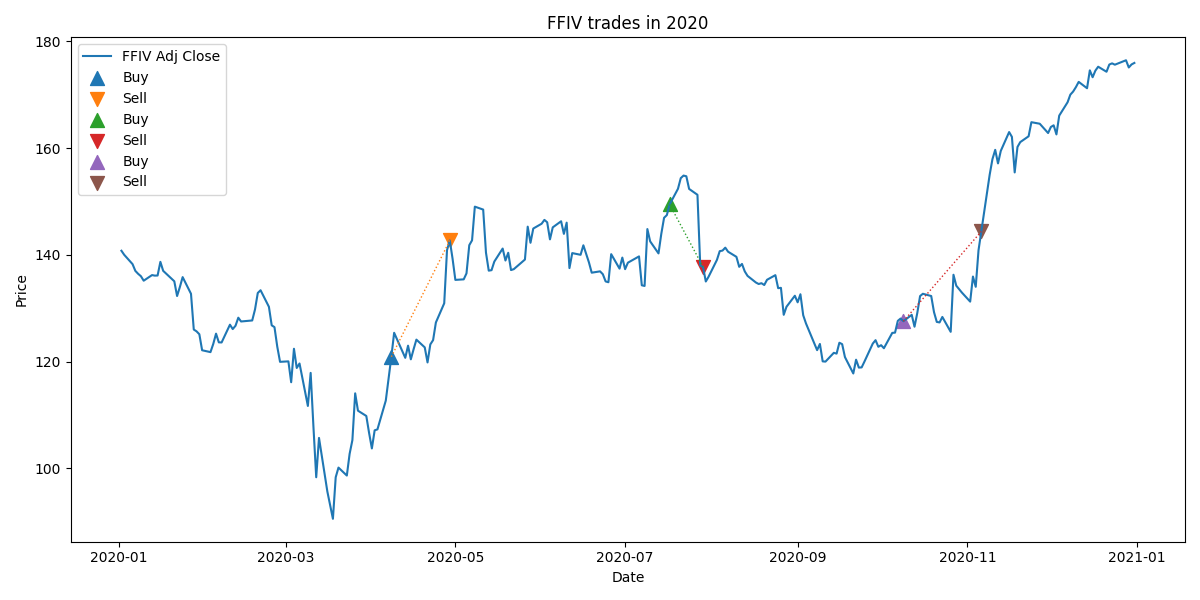 FFIV trades in 2020
FFIV Adj Close
Buy
Sell
Buy
Sell
Buy
Sell
Price
180
160
140
120
100
2020-01
2020-03
2020-05
2020-07
2020-09
2020-11
2021-01
Date